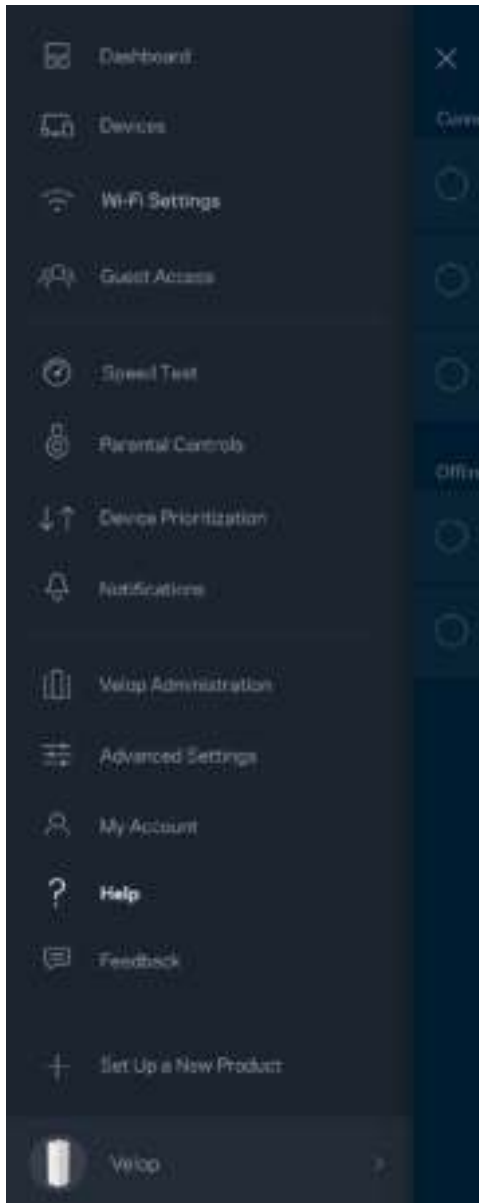 Dashboard
Devices
Wi-Fi Settings
Guest Access
Speed Test
Parental Controls
Device Prioritization
Notifications
Velop Administration
Advanced Settings
My Account
Help
Feedback
Set Up a New Product
Velop